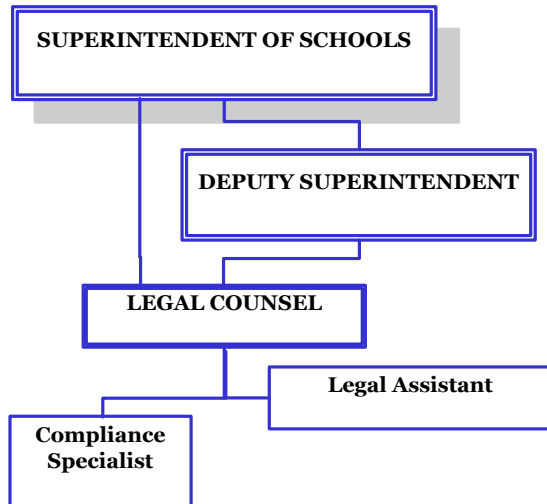 SUPERINTENDENT OF SCHOOLS
DEPUTY SUPERINTENDENT
LEGAL COUNSEL
Legal Assistant
Compliance
Specialist